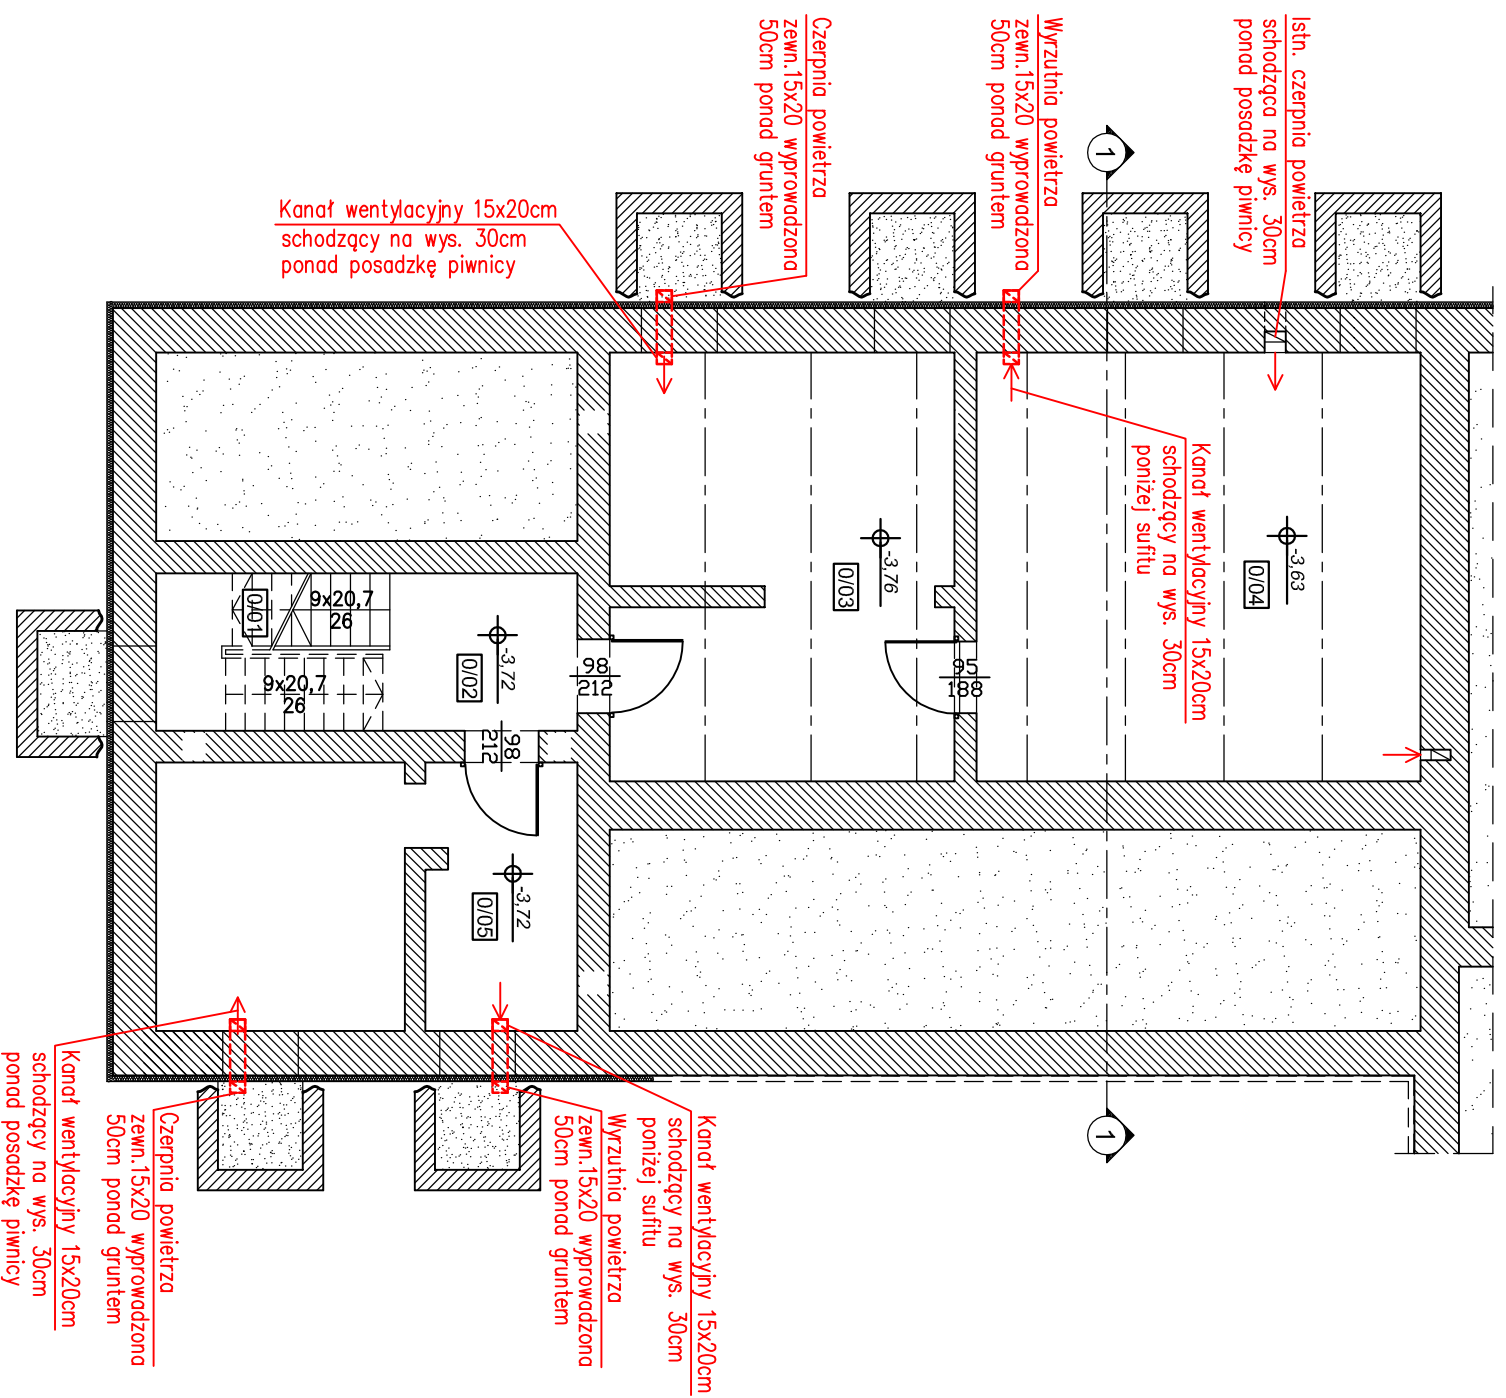 Istn. czerpnia powietrza
schodząca na wys. 30cm
ponad posadzkę piwnicy
Wyrzutnia powietrza
zewn.15x20 wyprowadzona
50cm ponad gruntem
Czerpnia powietrza
zewn.15x20 wyprowadzona
50cm ponad gruntem
Kanał wentylacyjny 15x20cm
schodzący na wys. 30cm
ponad posadzkę piwnicy
1
Kanał wentylacyjny 15x20cm
schodzący na wys. 30cm
poniżej sufitu
-3,63
0/04
-3,76
0/03
95
188
98
212
-3,72
0/02
9x20,7
26
0/01
9x20,7
26
98
212
-3,72
0/05
1
Kanał wentylacyjny 15x20cm
schodzący na wys. 30cm
poniżej sufitu
Wyrzutnia powietrza
zewn.15x20 wyprowadzona
50cm ponad gruntem
Czerpnia powietrza
zewn.15x20 wyprowadzona
50cm ponad gruntem
Kanał wentylacyjny 15x20cm
schodzący na wys. 30cm
ponad posadzkę piwnicy